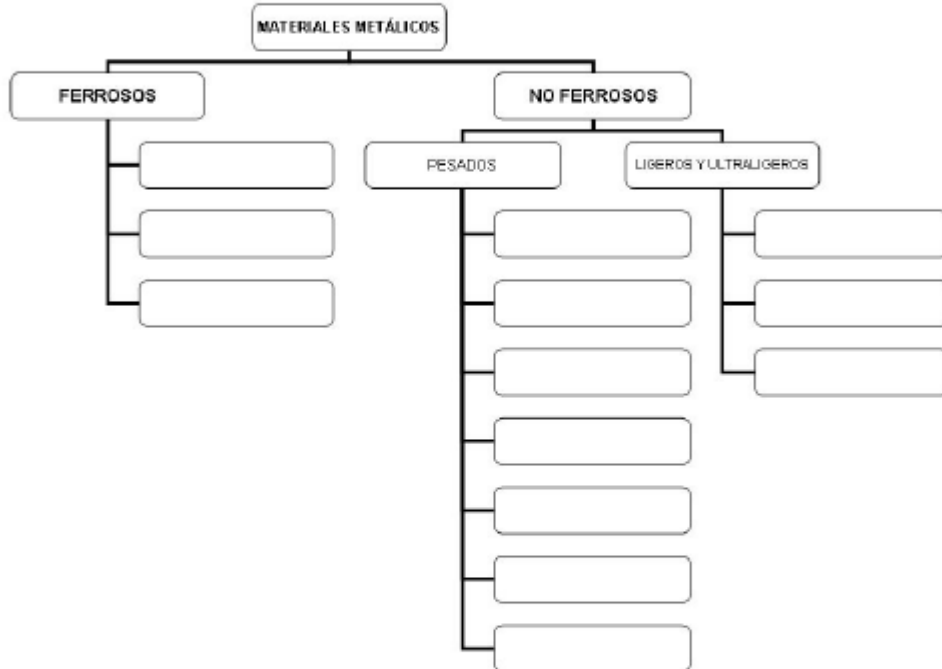 MATERIALES METÁLICOS
FERROSOS
NO FERROSOS
PESADOS
LIGEROS Y ULTRALIGEROS